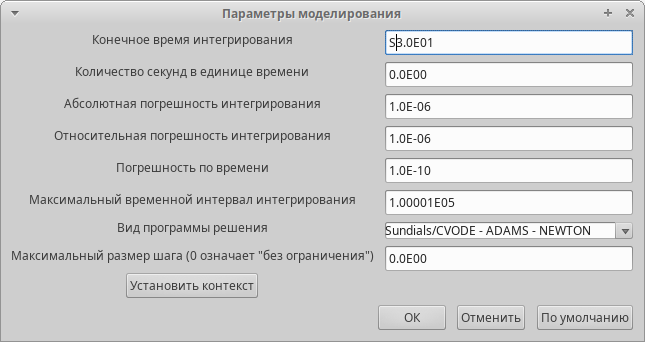 Параметры моделирования
Конечное время интегрирования S3.0E01
Количество секунд в единице времени 0.0E00
Абсолютная погрешность интегрирования 1.0E-06
Относительная погрешность интегрирования 1.0E-06
Погрешность по времени 1.0E-10
Максимальный временной интервал интегрирования 1.00001E05
Вид программы решения Sundials/CVODE - ADAMS - NEWTON
Максимальный размер шага (0 означает "без ограничения") 0.0E00
Установить контекст
ОК Отменить По умолчанию